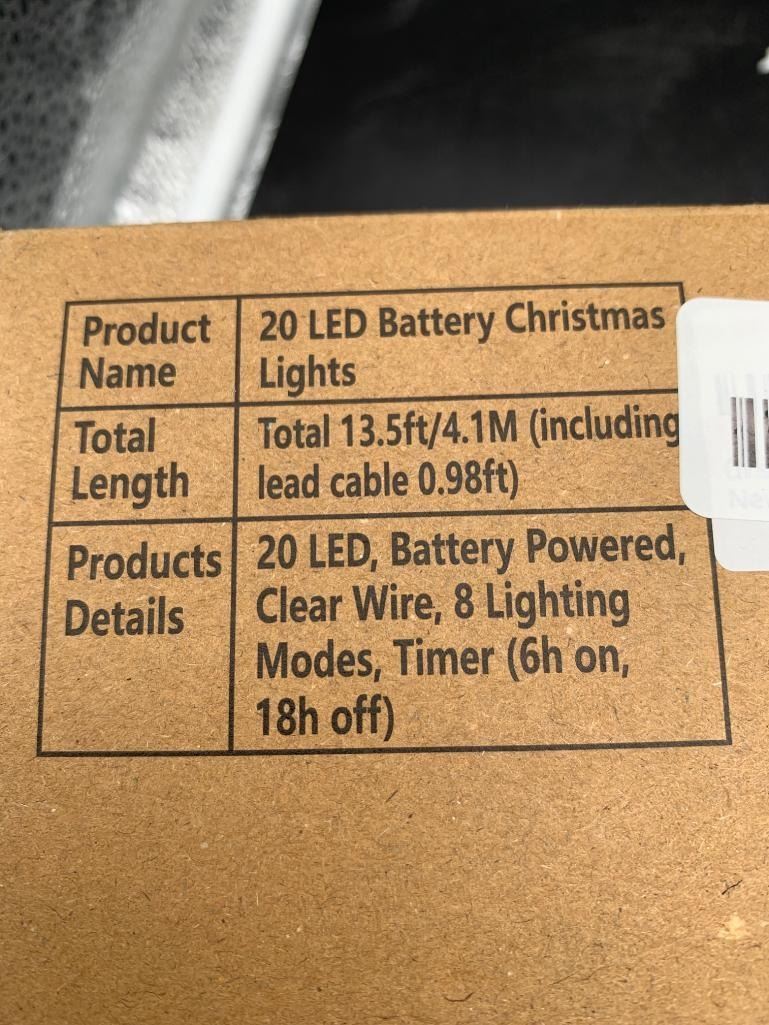 Product Name
20 LED Battery Christmas
Lights
Total Length
Total 13.5ft/4.1M (including
lead cable 0.98ft)
Products Details
20 LED, Battery Powered,
Clear Wire, 8 Lighting
Modes, Timer (6h on,
18h off)